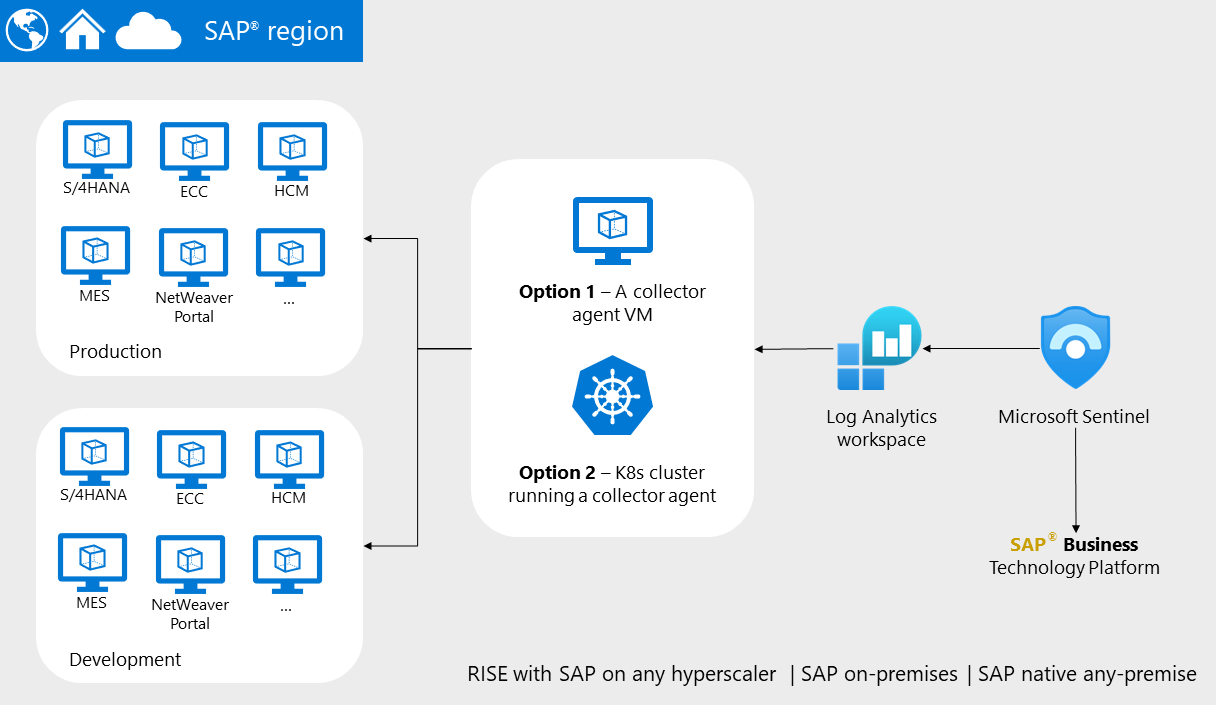 SAP® region
S/4HANA
ECC
HCM
MES
NetWeaver
Portal
...
Production
S/4HANA
ECC
HCM
MES
NetWeaver
Portal
...
Development
Option 1 – A collector
agent VM
Option 2 – K8s cluster
running a collector agent
Log Analytics
workspace
Microsoft Sentinel
SAP® Business
Technology Platform
RISE with SAP on any hyperscaler | SAP on-premises | SAP native any-premise